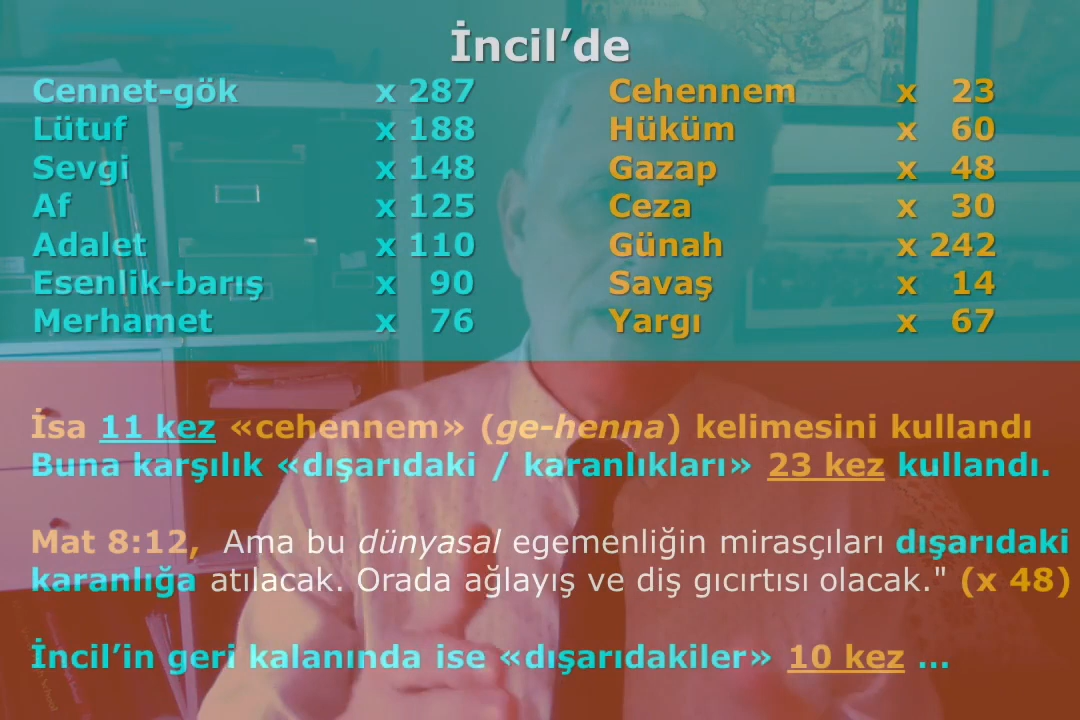 İncil’de
Cennet-gök x 287 Cehennem x 23
Lütuf x 188 Hüküm x 60
Sevgi x 148 Gazap x 48
Af x 125 Ceza x 30
Adalet x 110 Günah x 242
Esenlik-barış x 90 Savaş x 14
Merhamet x 76 Yargı x 67
İsa 11 kez «cehennem» (ge-henna) kelimesini kullandı
Buna karşılık «dışarıdaki / karanlıkları» 23 kez kullandı.
Mat 8:12, Ama bu dünyasal egemenliğin mirasçıları dışarıdaki
karanlığa atılacak. Orada ağlayış ve diş gıcırtısı olacak." (x 48)
İncil’in geri kalanında ise «dışarıdakiler» 10 kez ...